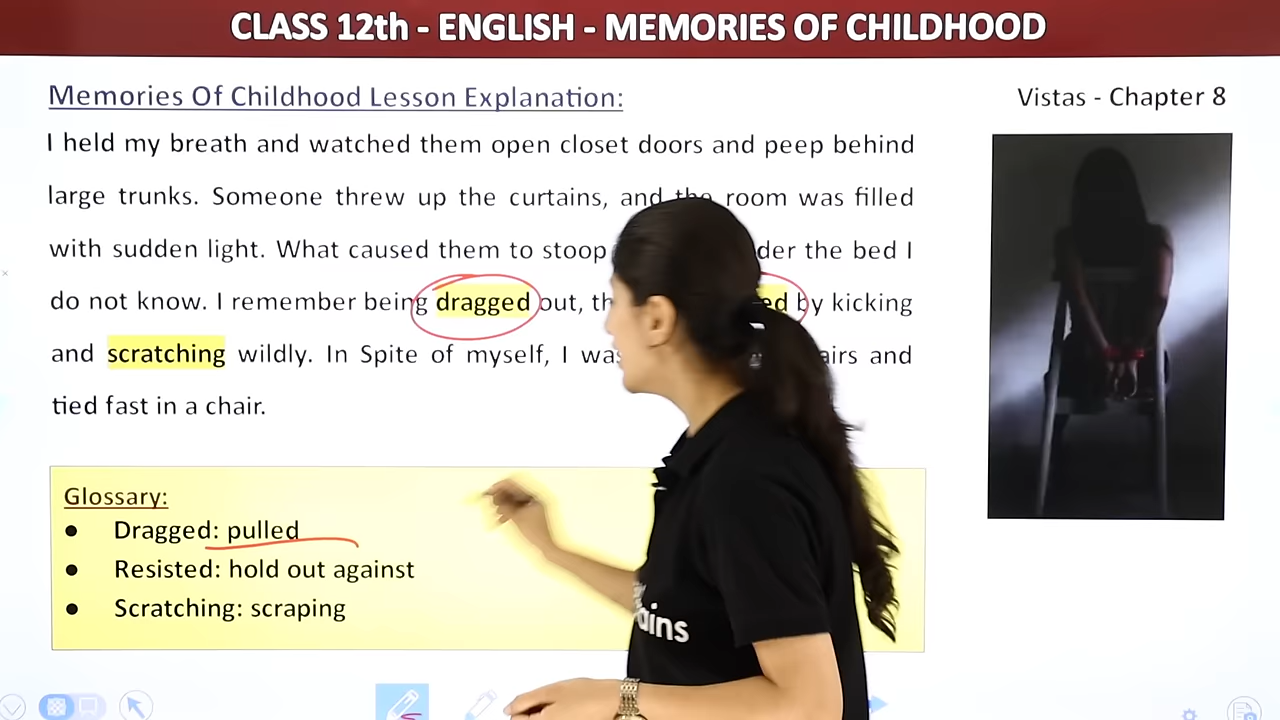 CLASS 12th - ENGLISH - MEMORIES OF CHILDHOOD
Memories Of Childhood Lesson Explanation:
Vistas - Chapter 8
I held my breath and watched them open closet doors and peep behind
large trunks. Someone threw up the curtains, and the room was filled
with sudden light. What caused them to stoop the bed I
do not know. I remember being dragged out, by kicking
and scratching wildly. In Spite of myself, I was and
tied fast in a chair.
Glossary:
● Dragged: pulled
● Resisted: hold out against
● Scratching: scraping